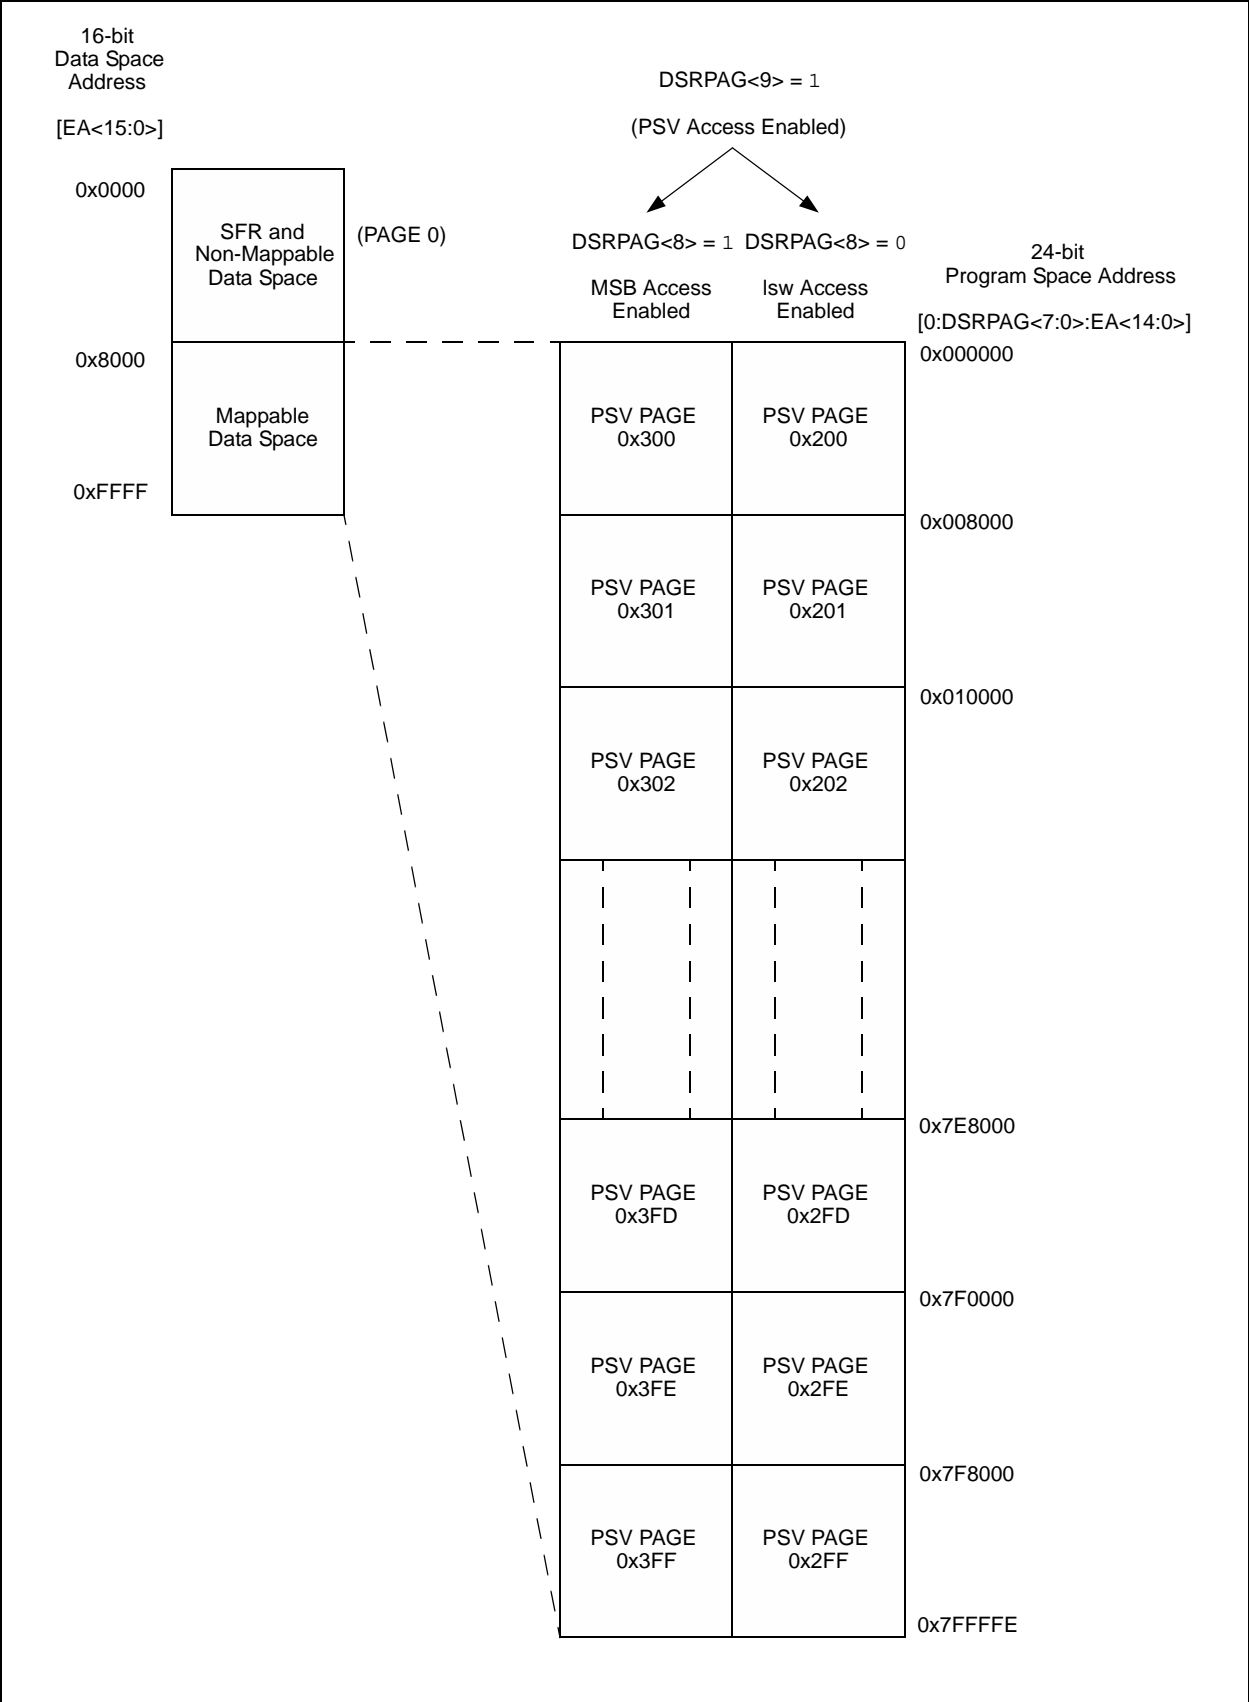 16-bit
Data Space
Address
[EA<15:0>]
DSRPAG<9> = 1
(PSV Access Enabled)
0x0000
SFR and
Non-Mappable
Data Space
(PAGE 0)
DSRPAG<8> = 1
MSB Access
Enabled
DSRPAG<8> = 0
lsw Access
Enabled
24-bit
Program Space Address
[0:DSRPAG<7:0>:EA<14:0>]
0x8000
Mappable
Data Space
0xFFFF
0x000000
PSV PAGE
0x300
PSV PAGE
0x200
0x008000
PSV PAGE
0x301
PSV PAGE
0x201
0x010000
PSV PAGE
0x302
PSV PAGE
0x202
0x7E8000
PSV PAGE
0x3FD
PSV PAGE
0x2FD
0x7F0000
PSV PAGE
0x3FE
PSV PAGE
0x2FE
0x7F8000
PSV PAGE
0x3FF
PSV PAGE
0x2FF
0x7FFFFE